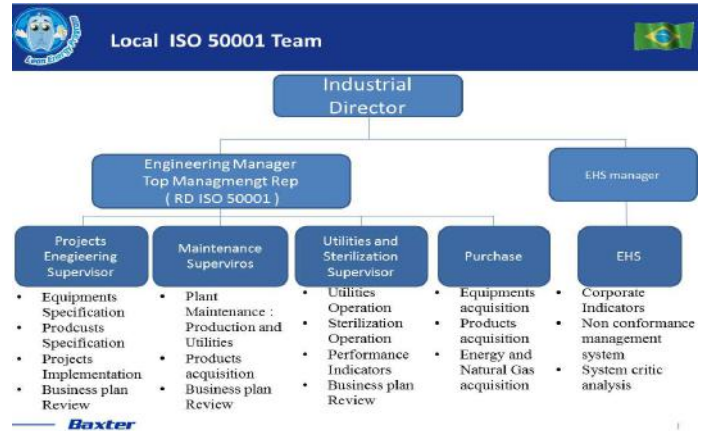 Lean Energy Program
Local ISO 50001 Team
Industrial
Director
Engineering Manager
Top Managmengt Rep
( RD ISO 50001 )
EHS manager
Projects
Enegieering
Supervisor
Maintenance
Superviros
Utilities and
Sterilization
Supervisor
Purchase
EHS
• Equipments
Specification
• Prodcusts
Specification
• Projects
Implementation
• Business plan
Review
• Plant
Maintenance :
Production and
Utilities
• Products
acquisition
• Business plan
Review
• Utilities
Operation
• Sterilization
Operation
• Performance
Indicators
• Business plan
Review
• Equipments
acquisition
• Products
acquisition
• Energy and
Natural Gas
acquisition
• Corporate
Indicators
• Non conformance
management
system
• System critic
analysis
Baxter